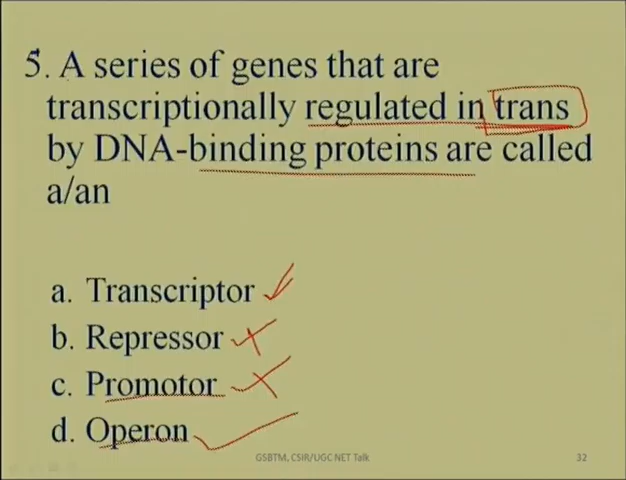 5. A series of genes that are
transcriptionally regulated in trans
by DNA-binding proteins are called
a/an
a. Transcriptor
b. Repressor
c. Promotor
d. Operon
GSBTM, CSIR/UGC NET Talk
32